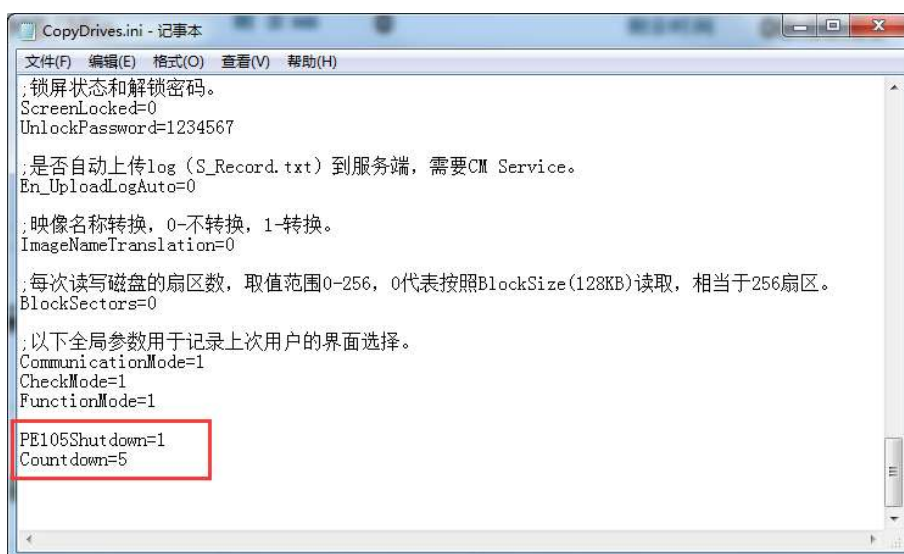 CopyDrives.ini - 记事本
文件(F) 编辑(E) 格式(O) 查看(V) 帮助(H)
;锁屏状态和解锁密码。
ScreenLocked=0
UnlockPassword=1234567
;是否自动上传log（S_Record.txt）到服务端，需要CM Service。
En_UploadLogAuto=0
;映像名称转换，0-不转换，1-转换。
ImageNameTranslation=0
;每次读写磁盘的扇区数，取值范围0-256，0代表按照BlockSize(128KB)读取，相当于256扇区。
BlockSectors=0
;以下全局参数用于记录上次用户的界面选择。
CommunicationMode=1
CheckMode=1
FunctionMode=1
PE105Shutdown=1
Countdown=5